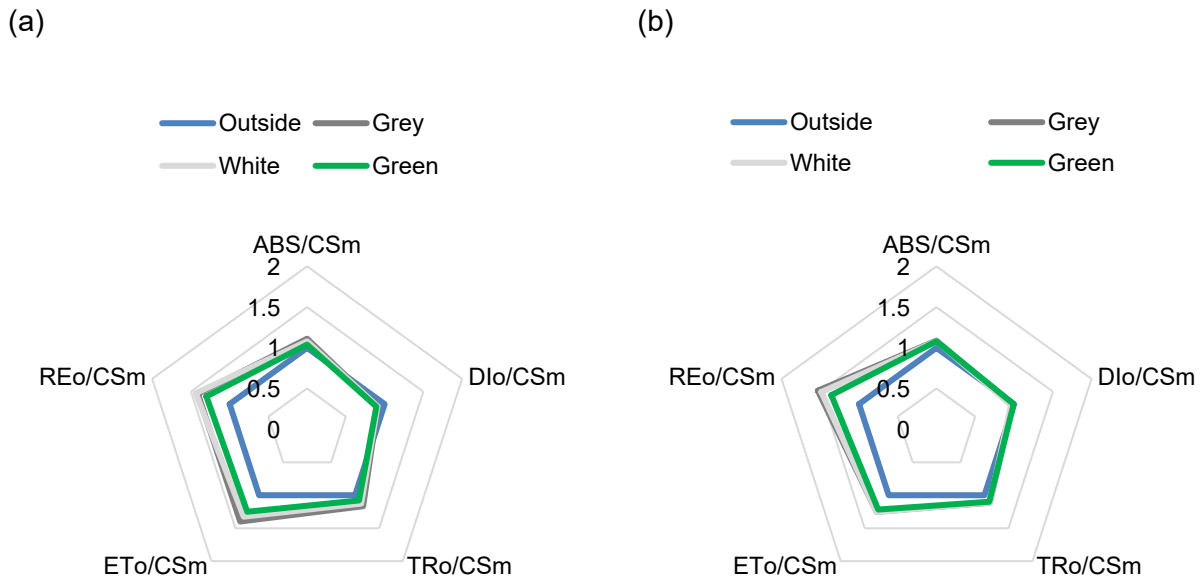 (a)
Outside
Grey
White
Green
ABS/CSm
2
1.5
1
0.5
0
REo/CSm
DIo/CSm
ETo/CSm
TRo/CSm
(b)
Outside
Grey
White
Green
ABS/CSm
2
1.5
1
0.5
0
REo/CSm
DIo/CSm
ETo/CSm
TRo/CSm